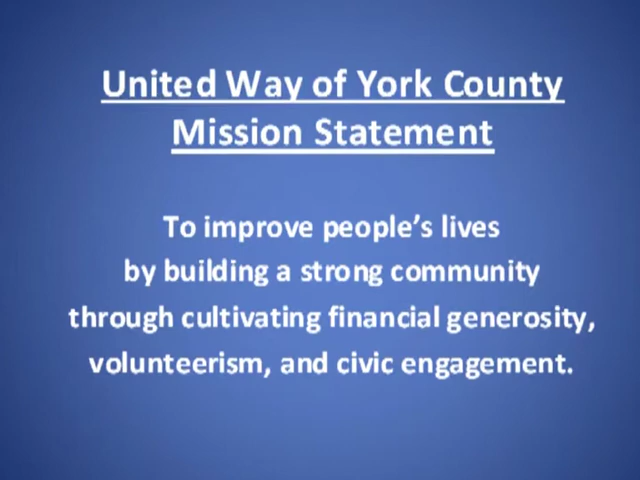 United Way of York County
Mission Statement
To improve people's lives
by building a strong community
through cultivating financial generosity,
volunteerism, and civic engagement.